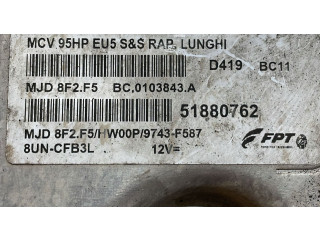 MCV 95HP EU5 S&S RAP. LUNGHI
D419 BC11
MJD 8F2.F5 BC.0103843.A
51880762
MJD 8F2.F5/HW00P/9743-F587
8UN-CFB3L 12V=
FPT